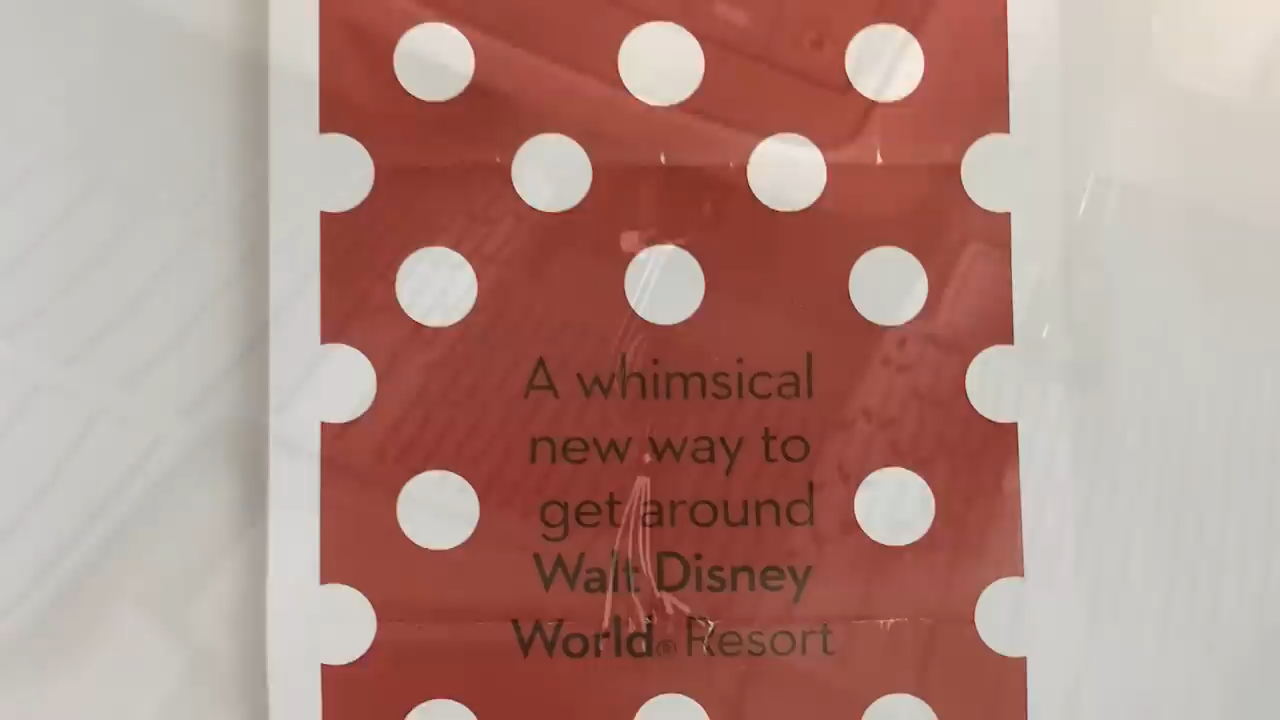 A whimsical
new way to
get around
Walt Disney
World® Resort